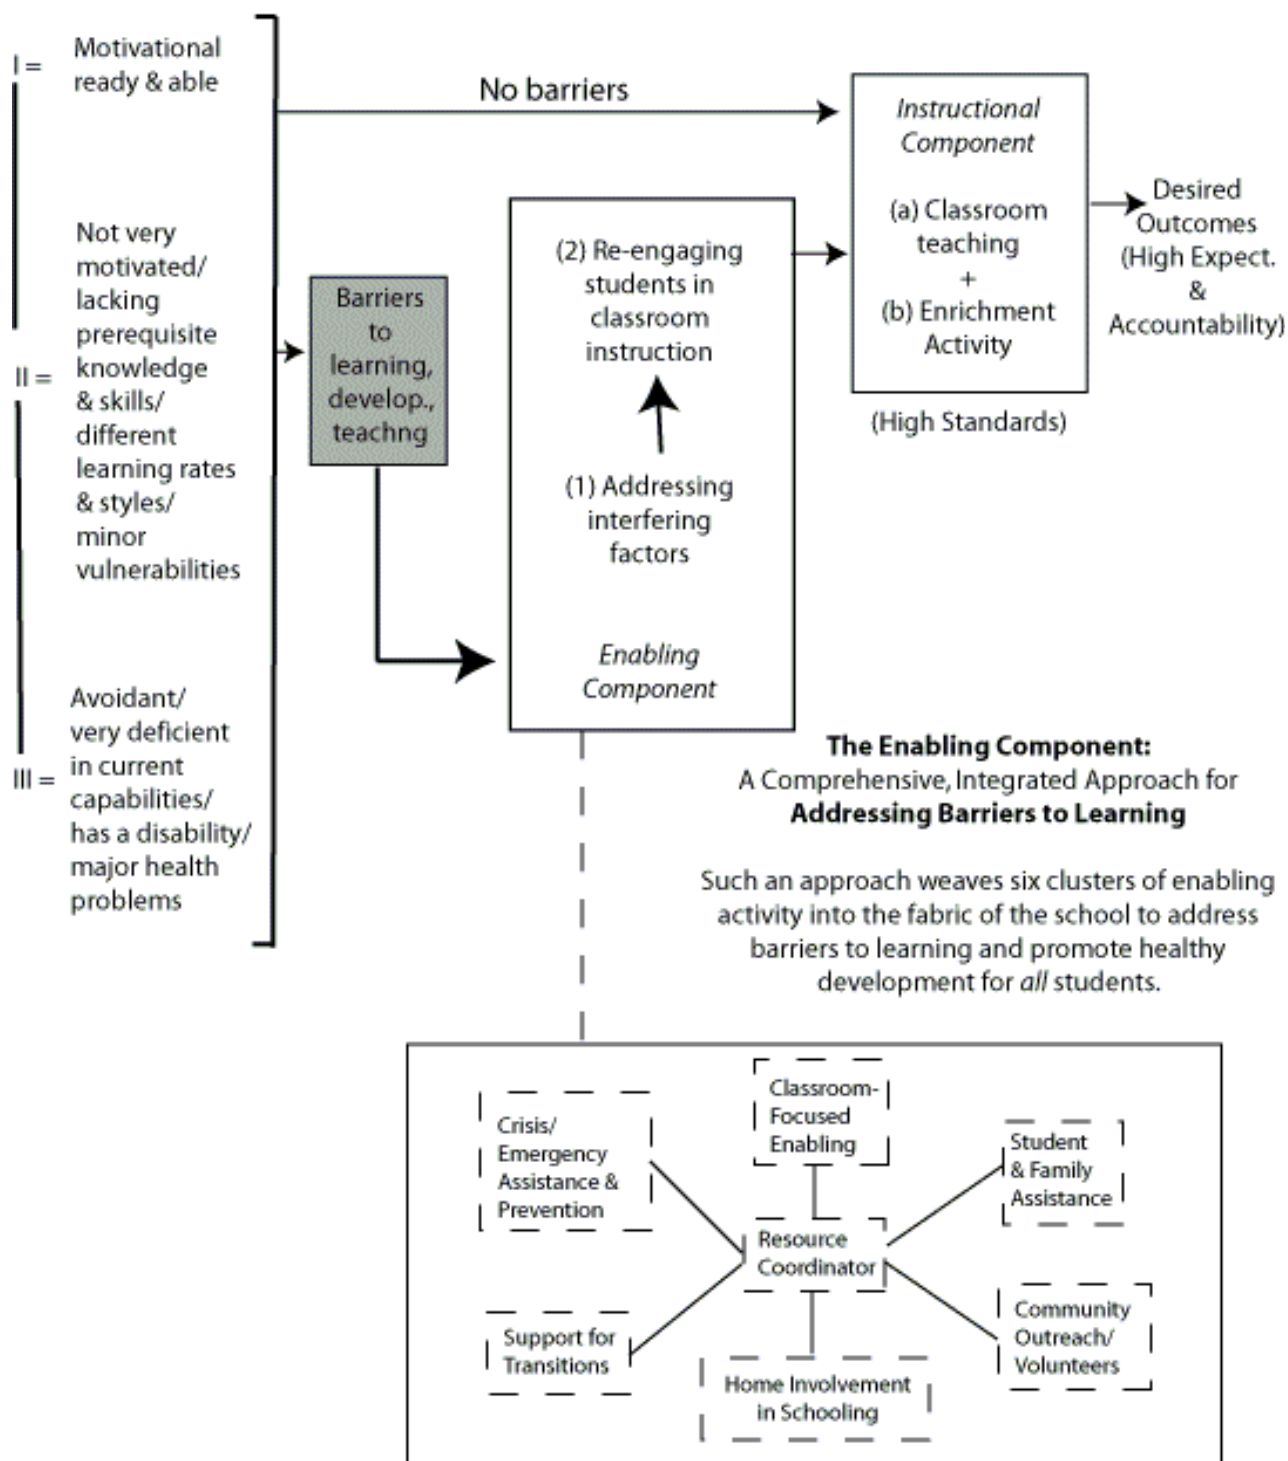 I =
Motivational
ready & able
No barriers
Instructional
Component
(a) Classroom
teaching
+
(b) Enrichment
Activity
(High Standards)
Desired
Outcomes
(High Expect.
&
Accountability)
II =
Not very
motivated/
lacking
prerequisite
knowledge
& skills/
different
learning rates
& styles/
minor
vulnerabilities
Barriers
to
learning,
develop.,
teachng
(2) Re-engaging
students in
classroom
instruction
(1) Addressing
interfering
factors
Enabling
Component
III =
Avoidant/
very deficient
in current
capabilities/
has a disability/
major health
problems
The Enabling Component:
A Comprehensive, Integrated Approach for
Addressing Barriers to Learning
Such an approach weaves six clusters of enabling
activity into the fabric of the school to address
barriers to learning and promote healthy
development for all students.
Crisis/
Emergency
Assistance &
Prevention
Classroom-
Focused
Enabling
Student
& Family
Assistance
Resource
Coordinator
Support for
Transitions
Home Involvement
in Schooling
Community
Outreach/
Volunteers